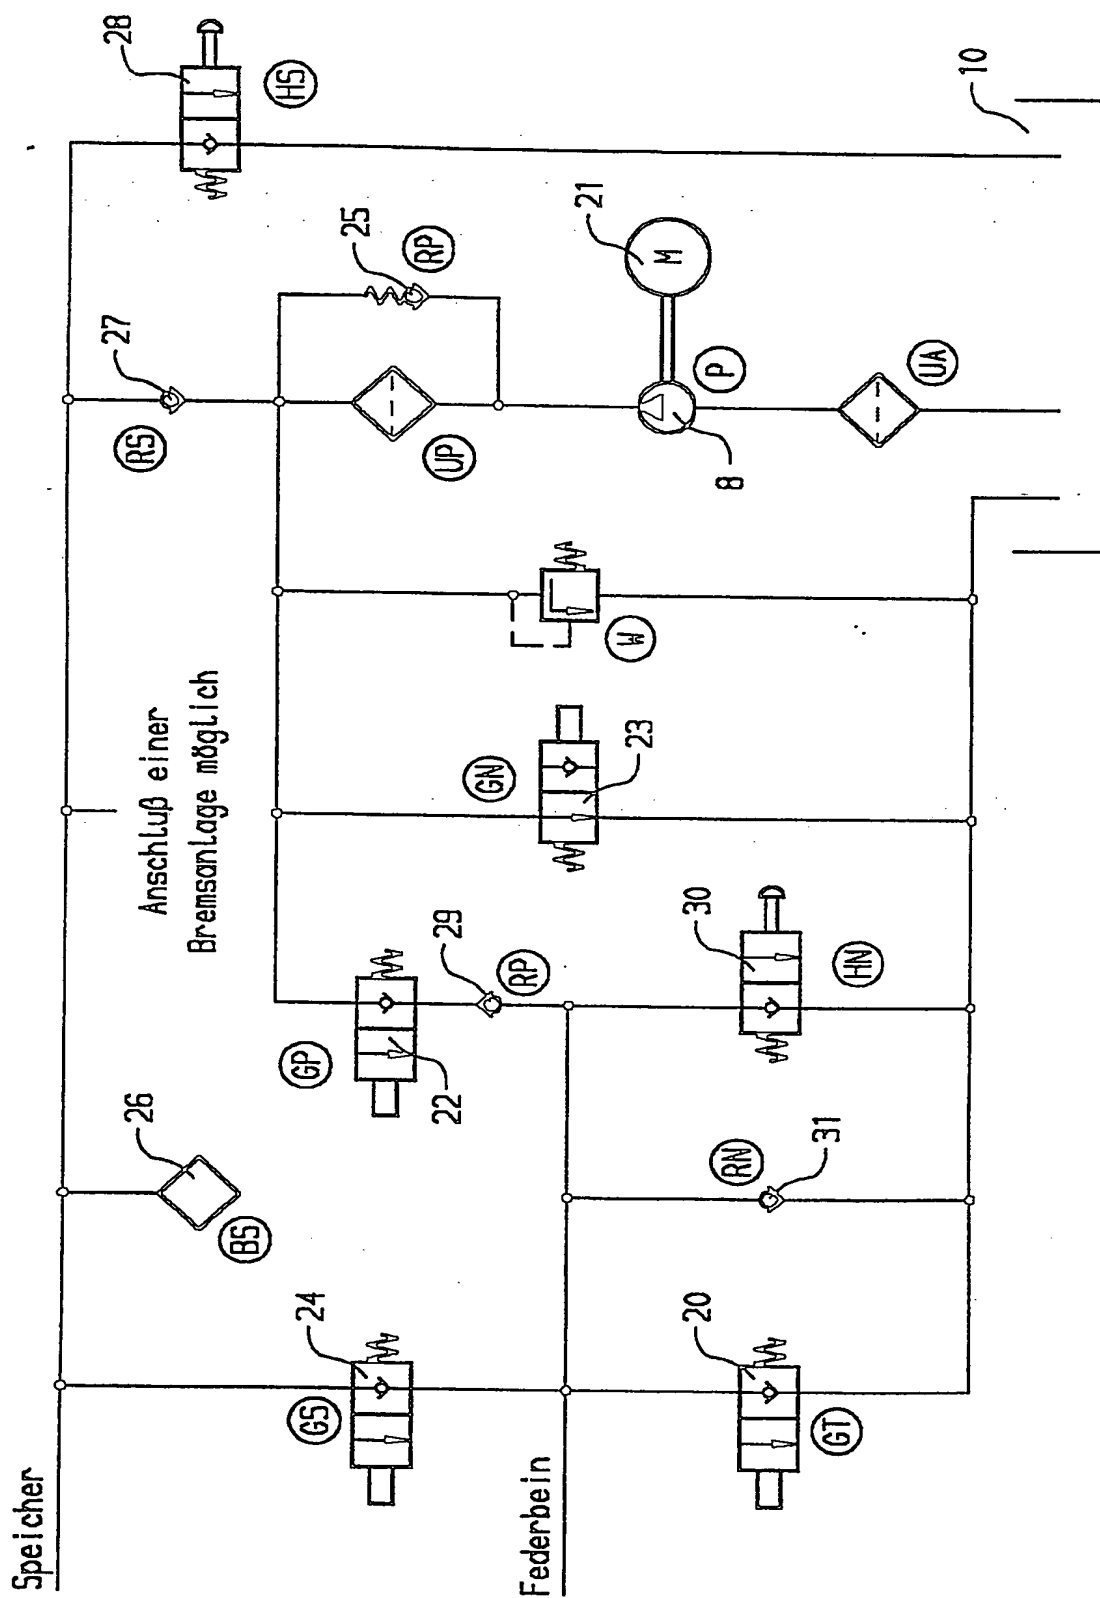 Speicher
GS
24
BS
26
Anschluß einer
Bremsanlage möglich
RS
27
28
HS
GP
22
29
RP
GN
23
W
UP
25
RP
Federbein
GT
20
RN
31
30
HN
8
P
M
21
UA
10